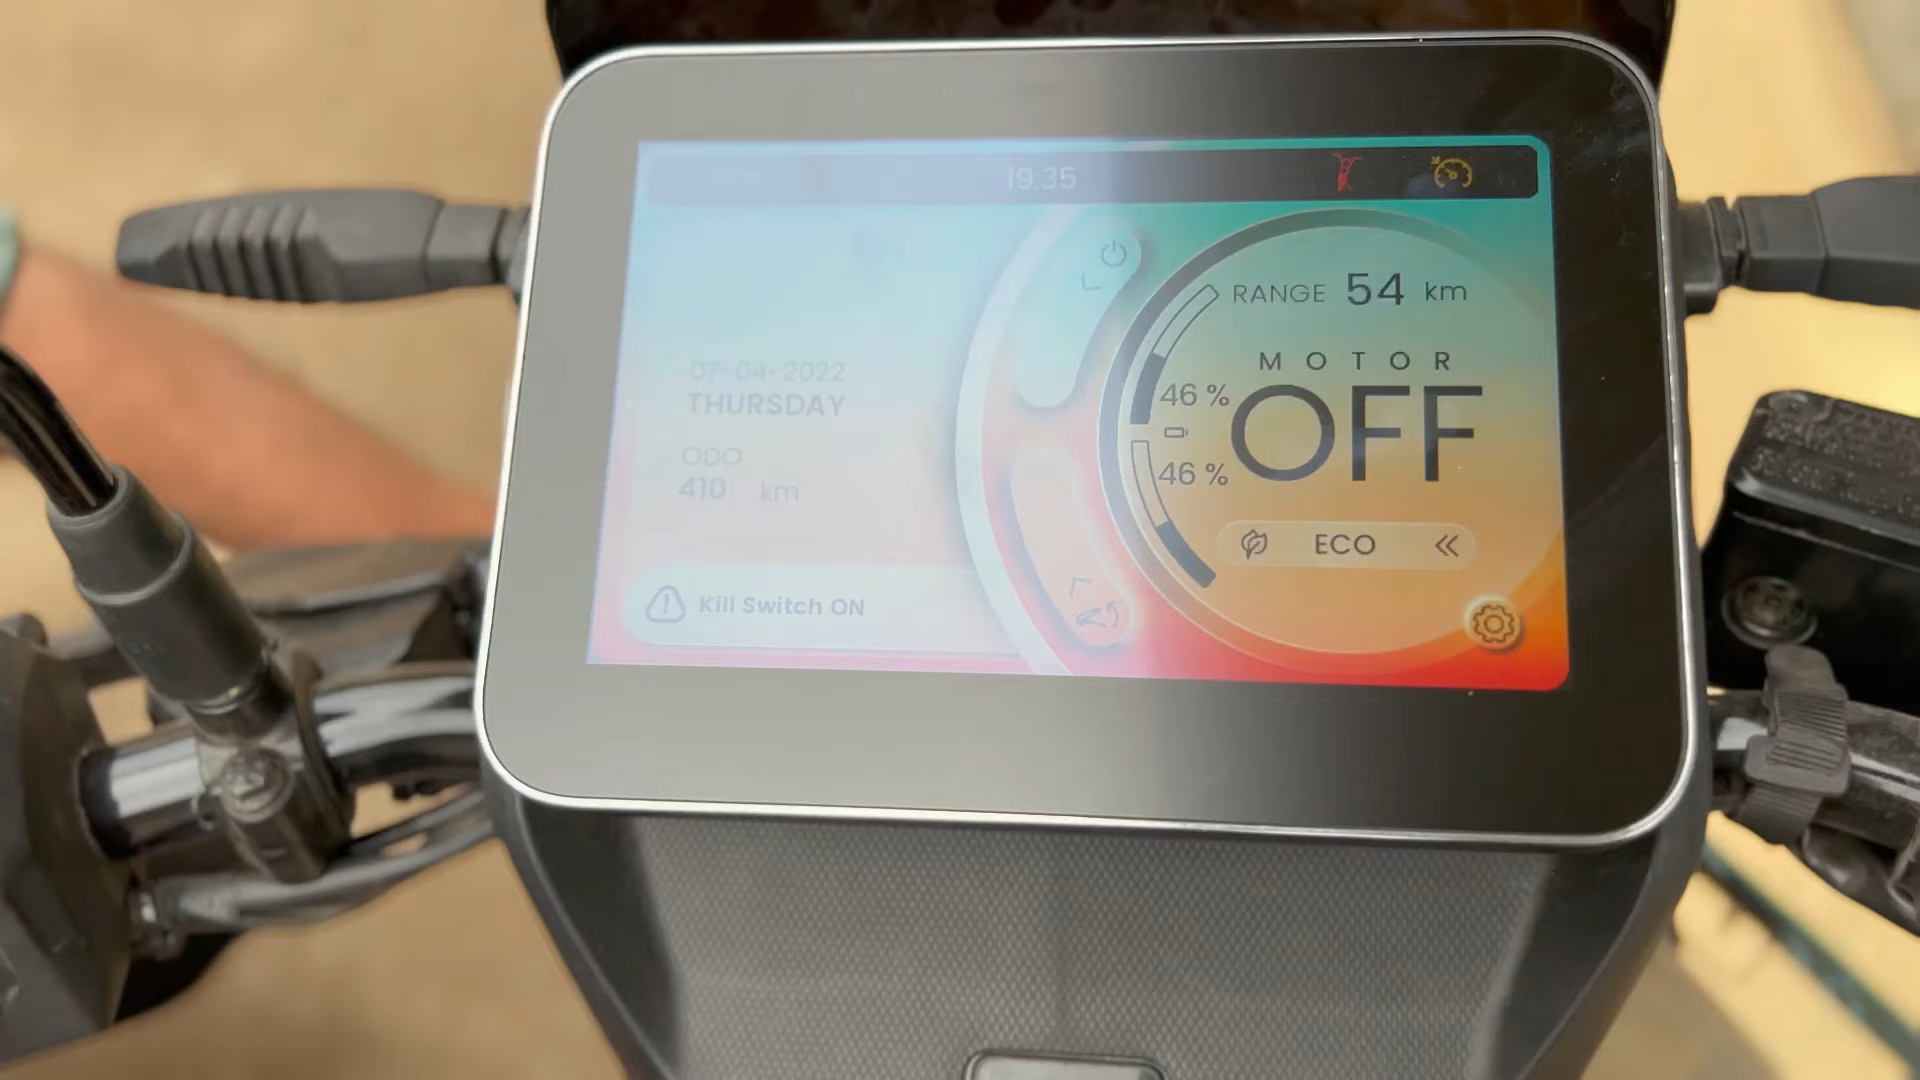 19:35
RANGE 54 km
MOTOR
OFF
46 %
46 %
ECO
07-04-2022
THURSDAY
ODO
410 km
Kill Switch ON